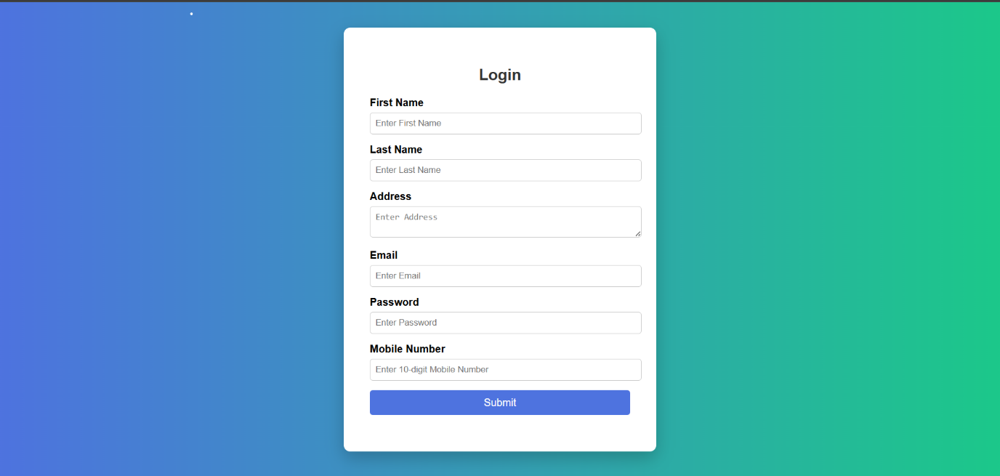 Login
First Name
Enter First Name
Last Name
Enter Last Name
Address
Enter Address
Email
Enter Email
Password
Enter Password
Mobile Number
Enter 10-digit Mobile Number
Submit